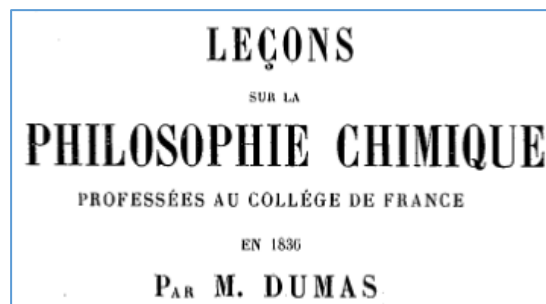 LEÇONS
SUR LA
PHILOSOPHIE CHIMIQUE
PROFESSÉES AU COLLÉGE DE FRANCE
EN 1836
PAR M. DUMAS